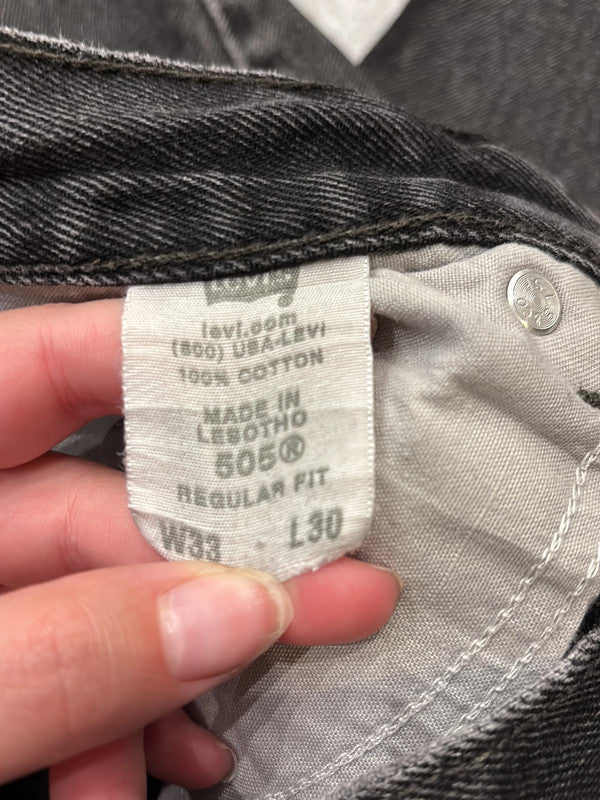 levi.com
(800) USA-LEVI
100% COTTON
MADE IN
LESOTHO
505®
REGULAR FIT
W33 L30